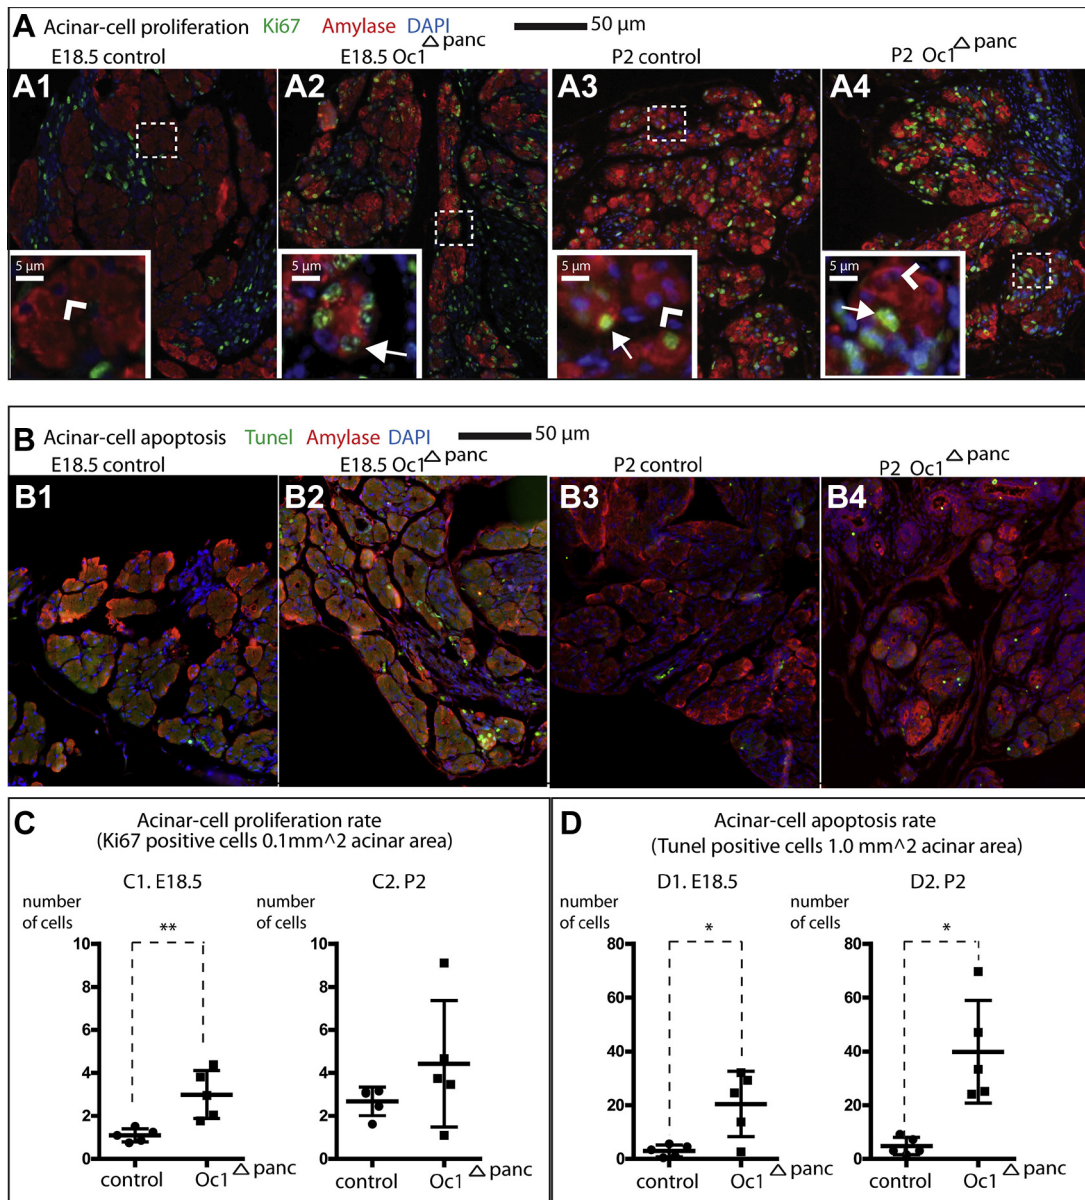 A Acinar-cell proliferation Ki67 Amylase DAPI 50 µm
E18.5 control E18.5 Oc1 △ panc P2 control P2 Oc1 △ panc
A1 A2 A3 A4
5 µm 5 µm 5 µm 5 µm
B Acinar-cell apoptosis Tunel Amylase DAPI 50 µm
E18.5 control E18.5 Oc1 △ panc P2 control P2 Oc1 △ panc
B1 B2 B3 B4
C Acinar-cell proliferation rate
(Ki67 positive cells 0.1mm^2 acinar area)
C1. E18.5
number
of cells
**
10
8
6
4
2
0
control Oc1 △ panc
C2. P2
number
of cells
10
8
6
4
2
0
control Oc1 △ panc
D Acinar-cell apoptosis rate
(Tunel positive cells 1.0 mm^2 acinar area)
D1. E18.5
number
of cells
*
80
60
40
20
0
control Oc1 △ panc
D2. P2
number
of cells
*
80
60
40
20
0
control Oc1 △ panc